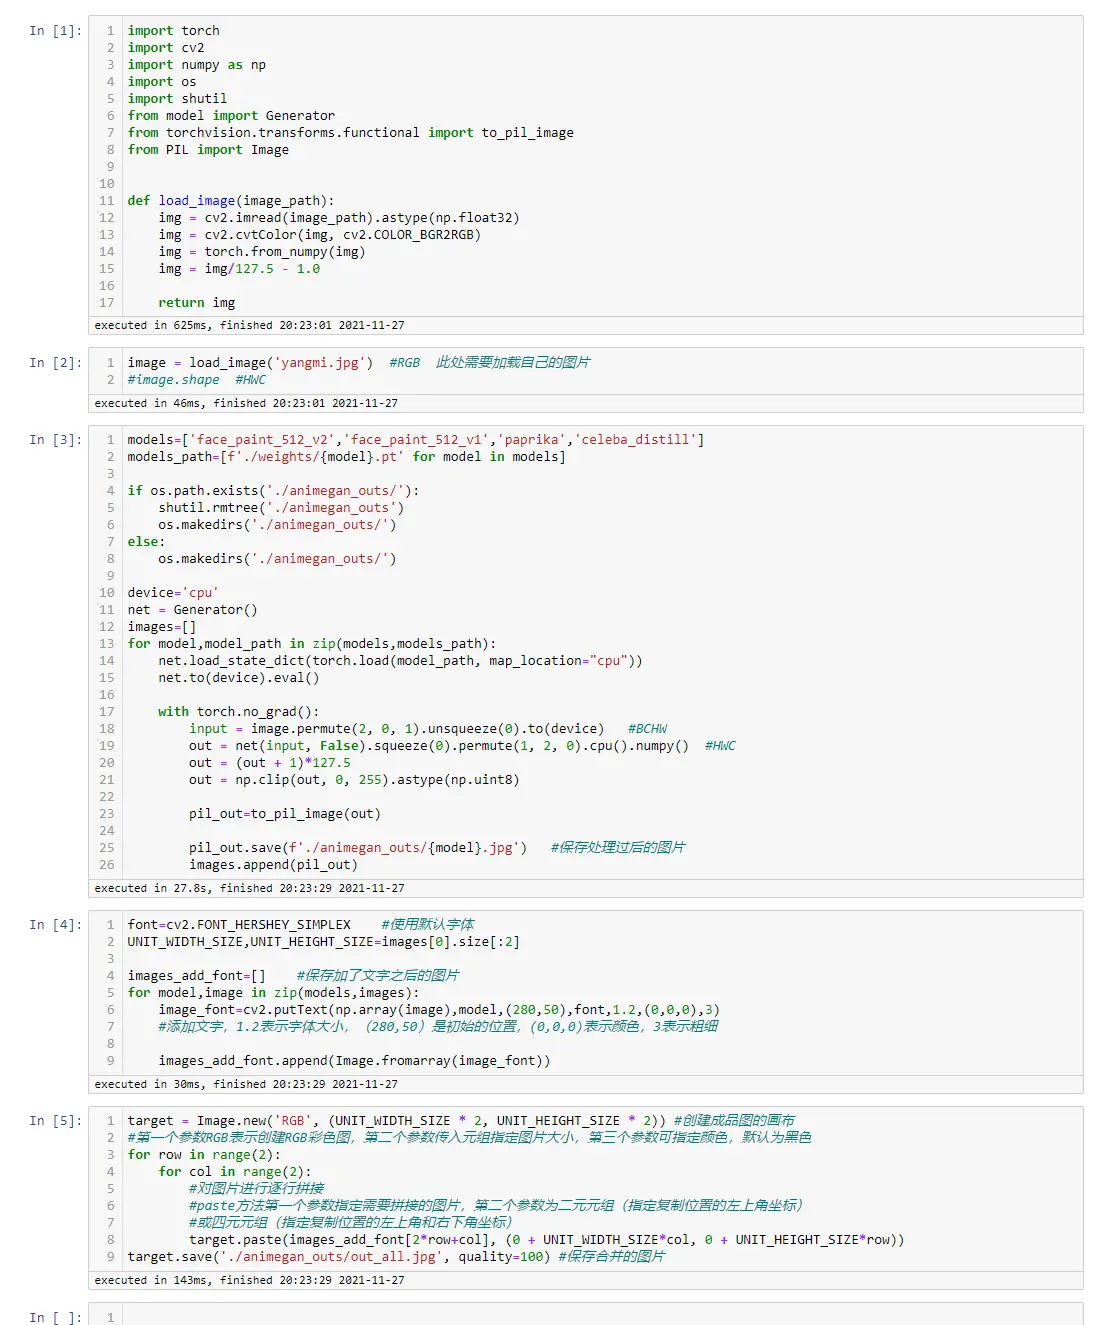 In [1]:
1 import torch
2 import cv2
3 import numpy as np
4 import os
5 import shutil
6 from model import Generator
7 from torchvision.transforms.functional import to_pil_image
8 from PIL import Image
9
10
11 def load_image(image_path):
12     img = cv2.imread(image_path).astype(np.float32)
13     img = cv2.cvtColor(img, cv2.COLOR_BGR2RGB)
14     img = torch.from_numpy(img)
15     img = img/127.5 - 1.0
16
17     return img
executed in 625ms, finished 20:23:01 2021-11-27
In [2]:
1 image = load_image('yangmi.jpg')  #RGB  此处需要加载自己的图片
2 #image.shape  #HWC
executed in 46ms, finished 20:23:01 2021-11-27
In [3]:
1 models=['face_paint_512_v2','face_paint_512_v1','paprika','celeba_distill']
2 models_path=[f'./weights/{model}.pt' for model in models]
3
4 if os.path.exists('./animegan_outs/'):
5     shutil.rmtree('./animegan_outs')
6     os.makedirs('./animegan_outs/')
7 else:
8     os.makedirs('./animegan_outs/')
9
10 device='cpu'
11 net = Generator()
12 images=[]
13 for model,model_path in zip(models,models_path):
14     net.load_state_dict(torch.load(model_path, map_location="cpu"))
15     net.to(device).eval()
16
17     with torch.no_grad():
18         input = image.permute(2, 0, 1).unsqueeze(0).to(device)   #BCHW
19         out = net(input, False).squeeze(0).permute(1, 2, 0).cpu().numpy()  #HWC
20         out = (out + 1)*127.5
21         out = np.clip(out, 0, 255).astype(np.uint8)
22
23         pil_out=to_pil_image(out)
24
25         pil_out.save(f'./animegan_outs/{model}.jpg')   #保存处理过后的图片
26         images.append(pil_out)
executed in 27.8s, finished 20:23:29 2021-11-27
In [4]:
1 font=cv2.FONT_HERSHEY_SIMPLEX    #使用默认字体
2 UNIT_WIDTH_SIZE,UNIT_HEIGHT_SIZE=images[0].size[:2]
3
4 images_add_font=[]    #保存加了文字之后的图片
5 for model,image in zip(models,images):
6     image_font=cv2.putText(np.array(image),model,(280,50),font,1.2,(0,0,0),3)
7     #添加文字，1.2表示字体大小，（280,50）是初始的位置，(0,0,0)表示颜色，3表示粗细
8
9     images_add_font.append(Image.fromarray(image_font))
executed in 30ms, finished 20:23:29 2021-11-27
In [5]:
1 target = Image.new('RGB', (UNIT_WIDTH_SIZE * 2, UNIT_HEIGHT_SIZE * 2)) #创建成品图的画布
2 #第一个参数RGB表示创建RGB彩色图，第二个参数传入元组指定图片大小，第三个参数可指定颜色，默认为黑色
3 for row in range(2):
4     for col in range(2):
5         #对图片进行逐行拼接
6         #paste方法第一个参数指定需要拼接的图片，第二个参数为二元元组（指定复制位置的左上角坐标）
7         #或四元元组（指定复制位置的左上角和右下角坐标）
8         target.paste(images_add_font[2*row+col], (0 + UNIT_WIDTH_SIZE*col, 0 + UNIT_HEIGHT_SIZE*row))
9 target.save('./animegan_outs/out_all.jpg', quality=100) #保存合并的图片
executed in 143ms, finished 20:23:29 2021-11-27
In [ ]:
1